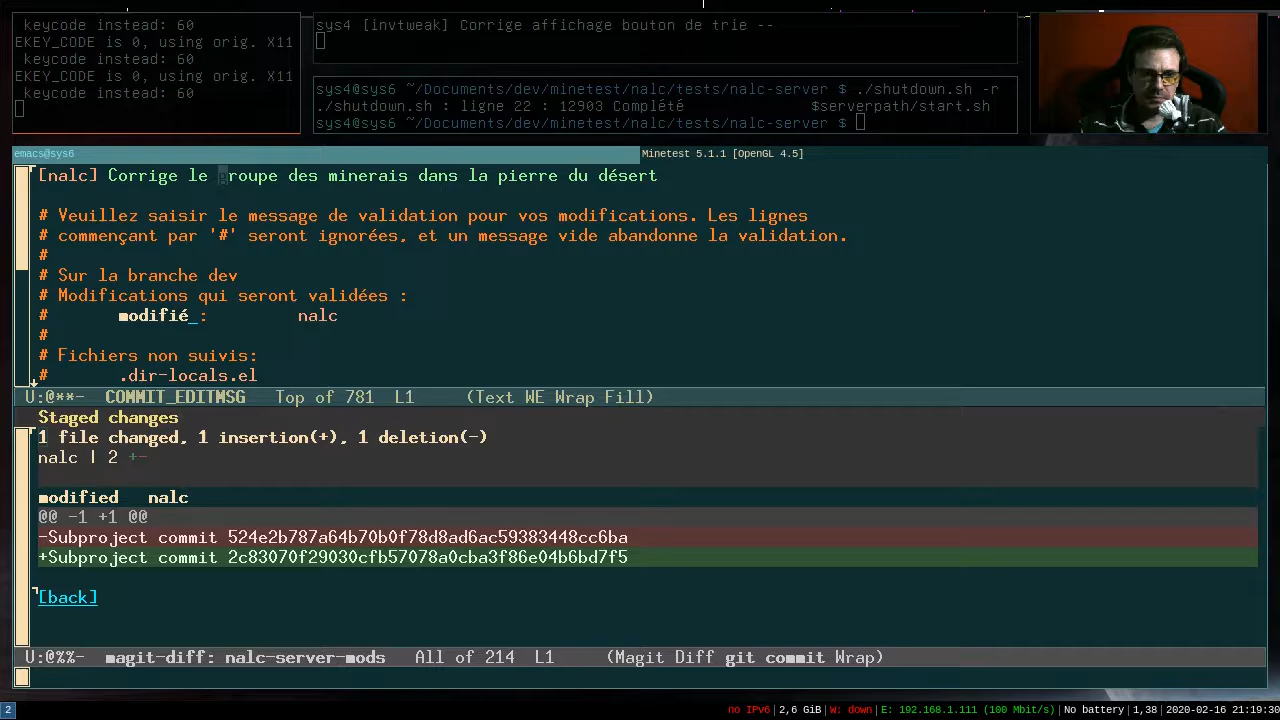 keycode instead: 60
EKEY_CODE is 0, using orig. X11
keycode instead: 60
EKEY_CODE is 0, using orig. X11
keycode instead: 60
sys4 [invtweak] Corrige affichage bouton de trie --
sys4@sys6 ~/Documents/dev/minetest/nalc/tests/nalc-server $ ./shutdown.sh -r
./shutdown.sh : ligne 22 : 12903 Complété $serverpath/start.sh
sys4@sys6 ~/Documents/dev/minetest/nalc/tests/nalc-server $
emacs@sys6
Minetest 5.1.1 [OpenGL 4.5]
[nalc] Corrige le groupe des minerais dans la pierre du désert
# Veuillez saisir le message de validation pour vos modifications. Les lignes
# commençant par '#' seront ignorées, et un message vide abandonne la validation.
#
# Sur la branche dev
# Modifications qui seront validées :
# modifié_: nalc
#
# Fichiers non suivis:
# .dir-locals.el
U:@**- COMMIT_EDITMSG Top of 781 L1 (Text WE Wrap Fill)
Staged changes
1 file changed, 1 insertion(+), 1 deletion(-)
nalc | 2 +-
modified nalc
@@ -1 +1 @@
-Subproject commit 524e2b787a64b70b0f78d8ad6ac59383448cc6ba
+Subproject commit 2c83070f29030cfb57078a0cba3f86e04b6bd7f5
[back]
U:@%%- magit-diff: nalc-server-mods All of 214 L1 (Magit Diff git commit Wrap)
2
no IPv6|2,6 GiB|W: down|E: 192.168.1.111 (100 Mbit/s)|No battery|1,38|2020-02-16 21:19:30